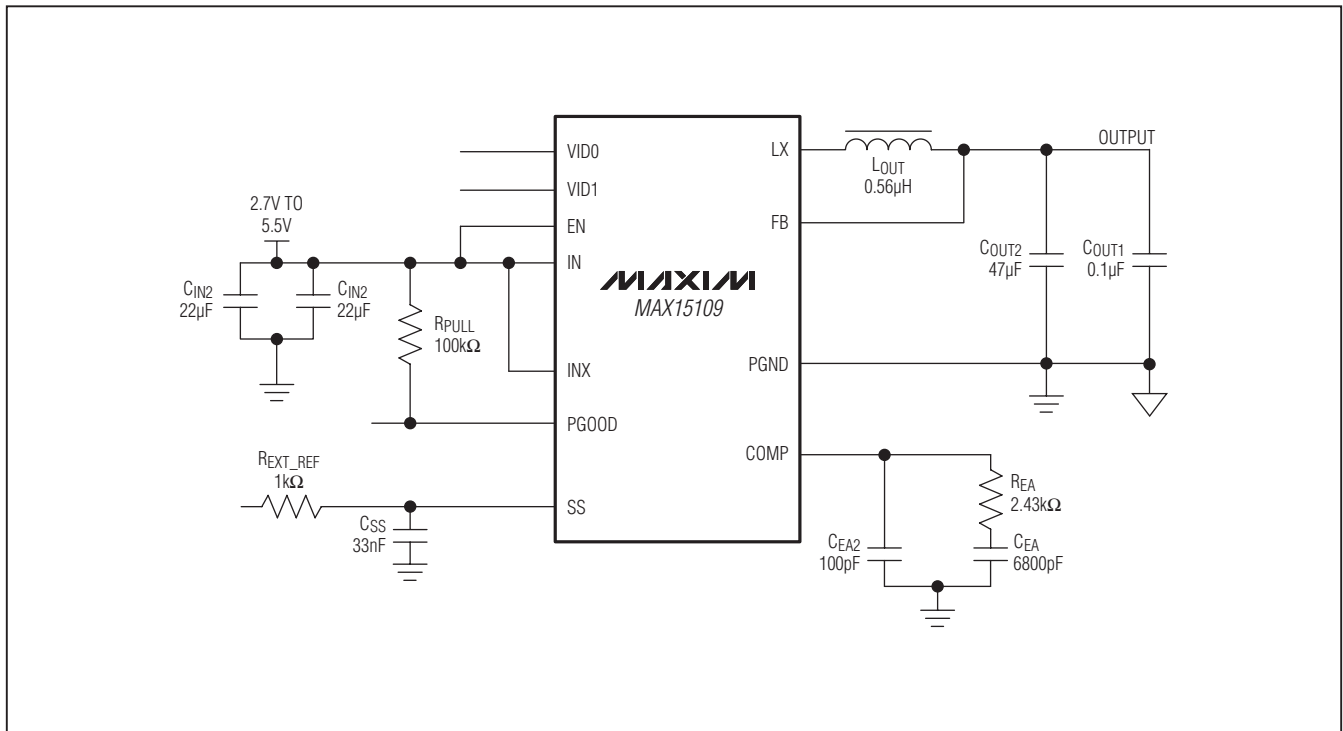 VID0
VID1
EN
IN
INX
PGOOD
SS
LX
FB
PGND
COMP
MAXIM
MAX15109
2.7V TO
5.5V
CIN2
22µF
CIN2
22µF
RPULL
100kΩ
REXT_REF
1kΩ
CSS
33nF
LOUT
0.56µH
OUTPUT
COUT2
47µF
COUT1
0.1µF
REA
2.43kΩ
CEA2
100pF
CEA
6800pF